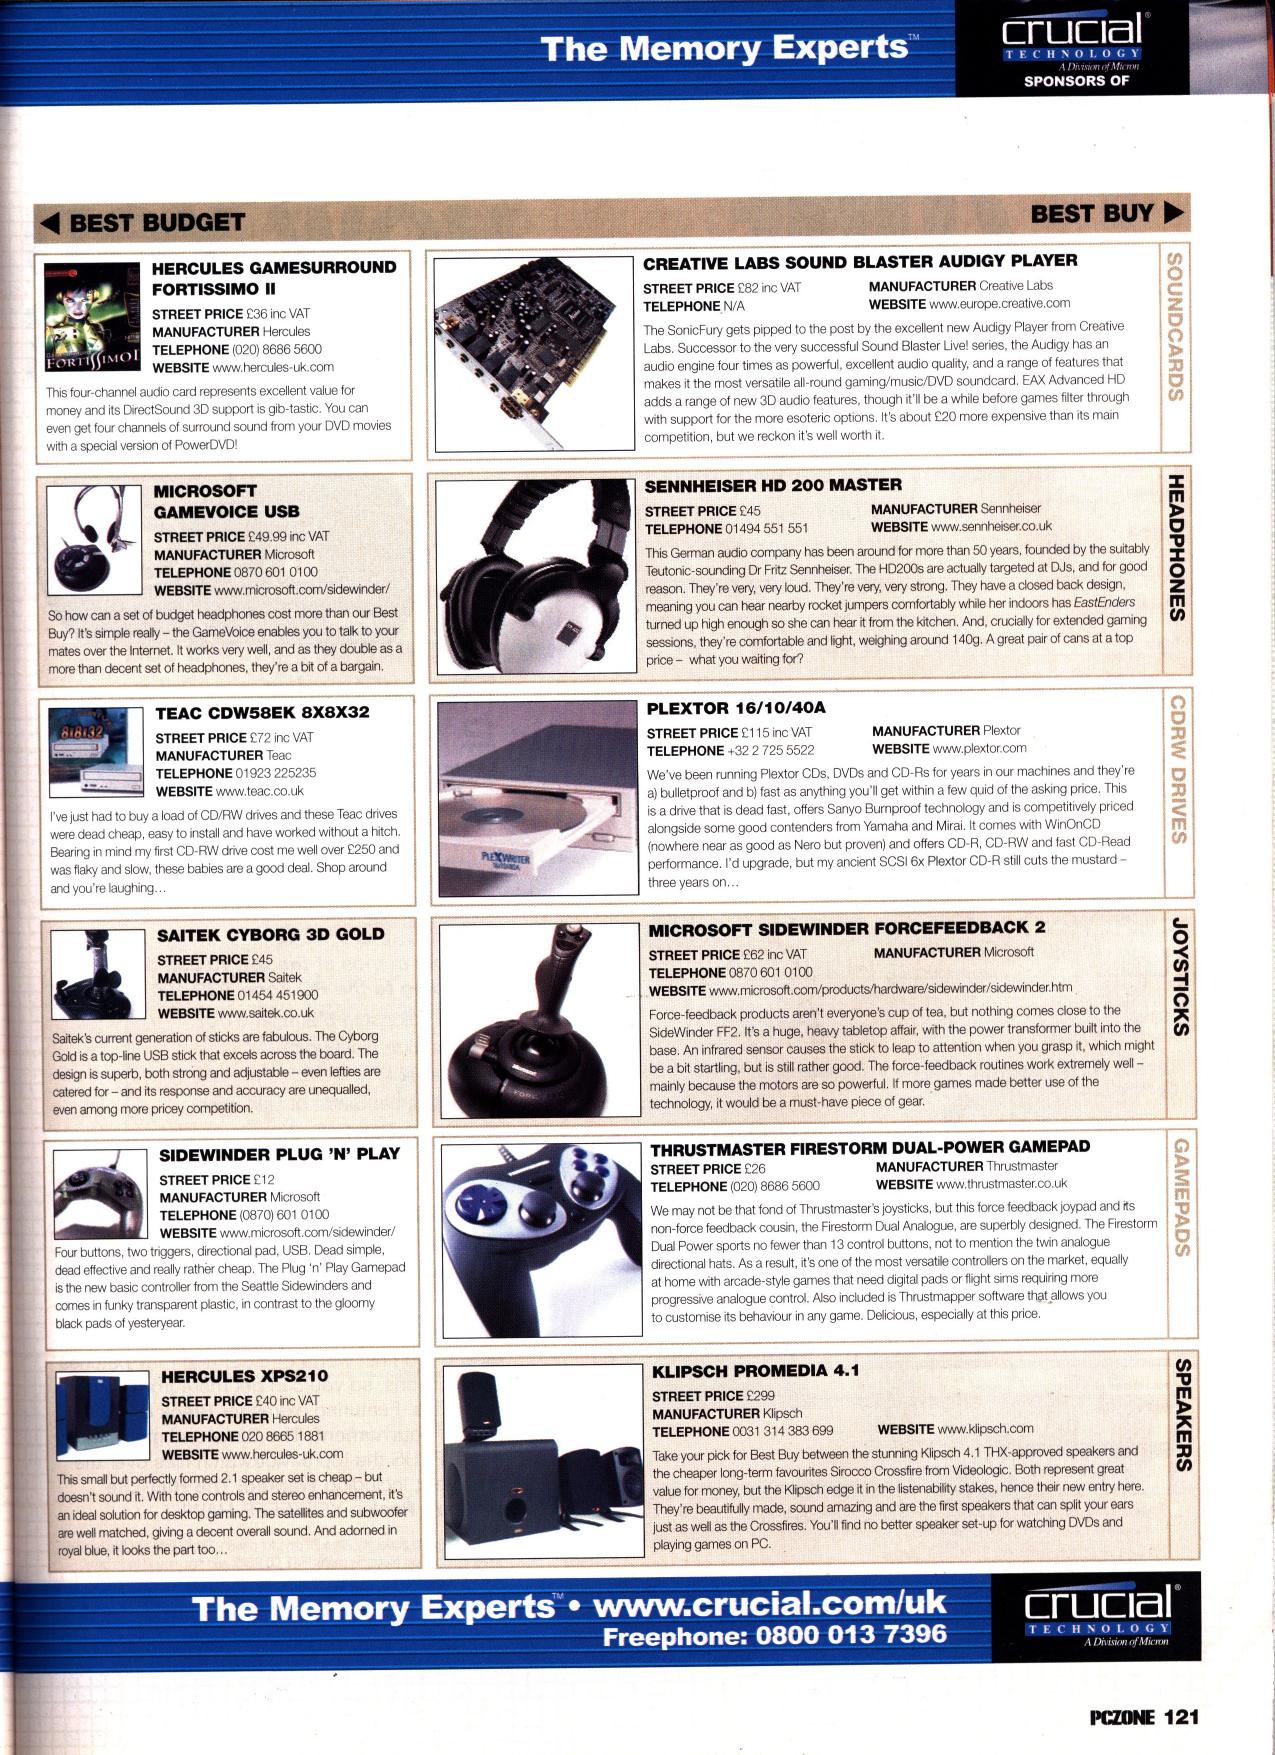 The Memory Experts™
crucial®
TECHNOLOGY
A Division of Micron
SPONSORS OF
◀ BEST BUDGET
BEST BUY ▶
HERCULES GAMESURROUND
FORTISSIMO II
STREET PRICE £36 inc VAT
MANUFACTURER Hercules
TELEPHONE (020) 8686 5600
WEBSITE www.hercules-uk.com
This four-channel audio card represents excellent value for
money and its DirectSound 3D support is gib-tastic. You can
even get four channels of surround sound from your DVD movies
with a special version of PowerDVD!
CREATIVE LABS SOUND BLASTER AUDIGY PLAYER
STREET PRICE £82 inc VAT
MANUFACTURER Creative Labs
TELEPHONE N/A
WEBSITE www.europe.creative.com
The SonicFury gets pipped to the post by the excellent new Audigy Player from Creative
Labs. Successor to the very successful Sound Blaster Live! series, the Audigy has an
audio engine four times as powerful, excellent audio quality, and a range of features that
makes it the most versatile all-round gaming/music/DVD soundcard. EAX Advanced HD
adds a range of new 3D audio features, though it'll be a while before games filter through
with support for the more esoteric options. It's about £20 more expensive than its main
competition, but we reckon it's well worth it.
SOUNDCARDS
MICROSOFT
GAMEVOICE USB
STREET PRICE £49.99 inc VAT
MANUFACTURER Microsoft
TELEPHONE 0870 601 0100
WEBSITE www.microsoft.com/sidewinder/
So how can a set of budget headphones cost more than our Best
Buy? It's simple really – the GameVoice enables you to talk to your
mates over the Internet. It works very well, and as they double as a
more than decent set of headphones, they're a bit of a bargain.
SENNHEISER HD 200 MASTER
STREET PRICE £45
MANUFACTURER Sennheiser
TELEPHONE 01494 551 551
WEBSITE www.sennheiser.co.uk
This German audio company has been around for more than 50 years, founded by the suitably
Teutonic-sounding Dr Fritz Sennheiser. The HD200s are actually targeted at DJs, and for good
reason. They're very, very loud. They're very, very strong. They have a closed back design,
meaning you can hear nearby rocket jumpers comfortably while her indoors has EastEnders
turned up high enough so she can hear it from the kitchen. And, crucially for extended gaming
sessions, they're comfortable and light, weighing around 140g. A great pair of cans at a top
price – what you waiting for?
HEADPHONES
8x8x32
TEAC CDW58EK 8X8X32
STREET PRICE £72 inc VAT
MANUFACTURER Teac
TELEPHONE 01923 225235
WEBSITE www.teac.co.uk
I've just had to buy a load of CD/RW drives and these Teac drives
were dead cheap, easy to install and have worked without a hitch.
Bearing in mind my first CD-RW drive cost me well over £250 and
was flaky and slow, these babies are a good deal. Shop around
and you're laughing…
PLEXWRITER
PLEXTOR 16/10/40A
STREET PRICE £115 inc VAT
MANUFACTURER Plextor
TELEPHONE +32 2 725 5522
WEBSITE www.plextor.com
We've been running Plextor CDs, DVDs and CD-Rs for years in our machines and they're
a) bulletproof and b) fast as anything you'll get within a few quid of the asking price. This
is a drive that is dead fast, offers Sanyo Burnproof technology and is competitively priced
alongside some good contenders from Yamaha and Mirai. It comes with WinOnCD
(nowhere near as good as Nero but proven) and offers CD-R, CD-RW and fast CD-Read
performance. I'd upgrade, but my ancient SCSI 6x Plextor CD-R still cuts the mustard –
three years on…
CDRW DRIVES
SAITEK CYBORG 3D GOLD
STREET PRICE £45
MANUFACTURER Saitek
TELEPHONE 01454 451900
WEBSITE www.saitek.co.uk
Saitek's current generation of sticks are fabulous. The Cyborg
Gold is a top-line USB stick that excels across the board. The
design is superb, both strong and adjustable – even lefties are
catered for – and its response and accuracy are unequalled,
even among more pricey competition.
MICROSOFT SIDEWINDER FORCEFEEDBACK 2
STREET PRICE £62 inc VAT
MANUFACTURER Microsoft
TELEPHONE 0870 601 0100
WEBSITE www.microsoft.com/products/hardware/sidewinder/sidewinder.htm
Force-feedback products aren't everyone's cup of tea, but nothing comes close to the
SideWinder FF2. It's a huge, heavy tabletop affair, with the power transformer built into the
base. An infrared sensor causes the stick to leap to attention when you grasp it, which might
be a bit startling, but is still rather good. The force-feedback routines work extremely well –
mainly because the motors are so powerful. If more games made better use of the
technology, it would be a must-have piece of gear.
JOYSTICKS
SIDEWINDER PLUG 'N' PLAY
STREET PRICE £12
MANUFACTURER Microsoft
TELEPHONE (0870) 601 0100
WEBSITE www.microsoft.com/sidewinder/
Four buttons, two triggers, directional pad, USB. Dead simple,
dead effective and really rather cheap. The Plug 'n' Play Gamepad
is the new basic controller from the Seattle Sidewinders and
comes in funky transparent plastic, in contrast to the gloomy
black pads of yesteryear.
THRUSTMASTER FIRESTORM DUAL-POWER GAMEPAD
STREET PRICE £26
MANUFACTURER Thrustmaster
TELEPHONE (020) 8686 5600
WEBSITE www.thrustmaster.co.uk
We may not be that fond of Thrustmaster's joysticks, but this force feedback joypad and its
non-force feedback cousin, the Firestorm Dual Analogue, are superbly designed. The Firestorm
Dual Power sports no fewer than 13 control buttons, not to mention the twin analogue
directional hats. As a result, it's one of the most versatile controllers on the market, equally
at home with arcade-style games that need digital pads or flight sims requiring more
progressive analogue control. Also included is Thrustmapper software that allows you
to customise its behaviour in any game. Delicious, especially at this price.
GAMEPADS
HERCULES XPS210
STREET PRICE £40 inc VAT
MANUFACTURER Hercules
TELEPHONE 020 8665 1881
WEBSITE www.hercules-uk.com
This small but perfectly formed 2.1 speaker set is cheap – but
doesn't sound it. With tone controls and stereo enhancement, it's
an ideal solution for desktop gaming. The satellites and subwoofer
are well matched, giving a decent overall sound. And adorned in
royal blue, it looks the part too…
KLIPSCH PROMEDIA 4.1
STREET PRICE £299
MANUFACTURER Klipsch
TELEPHONE 0031 314 383 699
WEBSITE www.klipsch.com
Take your pick for Best Buy between the stunning Klipsch 4.1 THX-approved speakers and
the cheaper long-term favourites Sirocco Crossfire from Videologic. Both represent great
value for money, but the Klipsch edge it in the listenability stakes, hence their new entry here.
They're beautifully made, sound amazing and are the first speakers that can split your ears
just as well as the Crossfires. You'll find no better speaker set-up for watching DVDs and
playing games on PC.
SPEAKERS
The Memory Experts™ • www.crucial.com/uk
Freephone: 0800 013 7396
crucial®
TECHNOLOGY
A Division of Micron
PCZONE 121